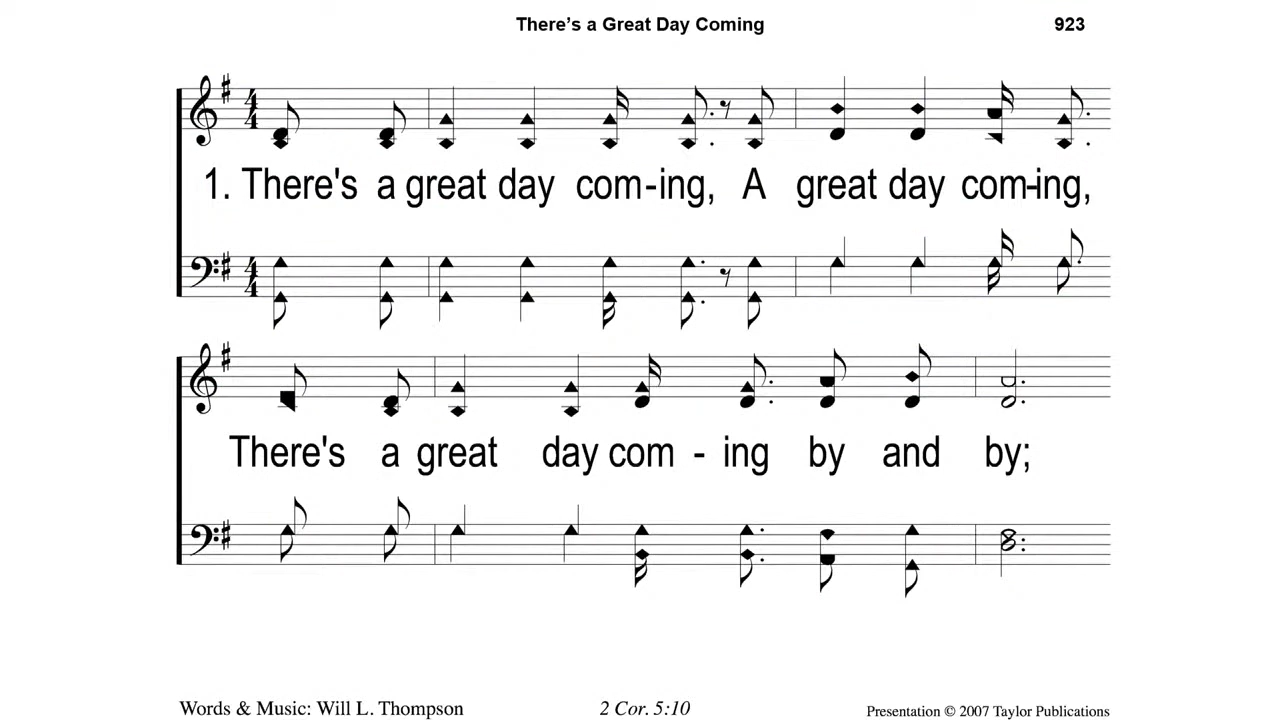 There’s a Great Day Coming 923
1. There's a great day com-ing, A great day com-ing,
There's a great day com - ing by and by;
Words & Music: Will L. Thompson 2 Cor. 5:10 Presentation © 2007 Taylor Publications